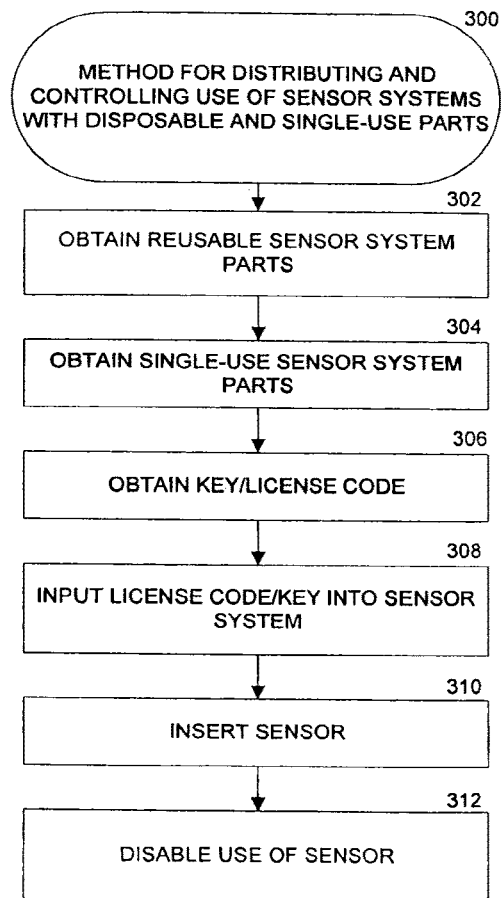 300
METHOD FOR DISTRIBUTING AND
CONTROLLING USE OF SENSOR SYSTEMS
WITH DISPOSABLE AND SINGLE-USE PARTS
302
OBTAIN REUSABLE SENSOR SYSTEM
PARTS
304
OBTAIN SINGLE-USE SENSOR SYSTEM
PARTS
306
OBTAIN KEY/LICENSE CODE
308
INPUT LICENSE CODE/KEY INTO SENSOR
SYSTEM
310
INSERT SENSOR
312
DISABLE USE OF SENSOR